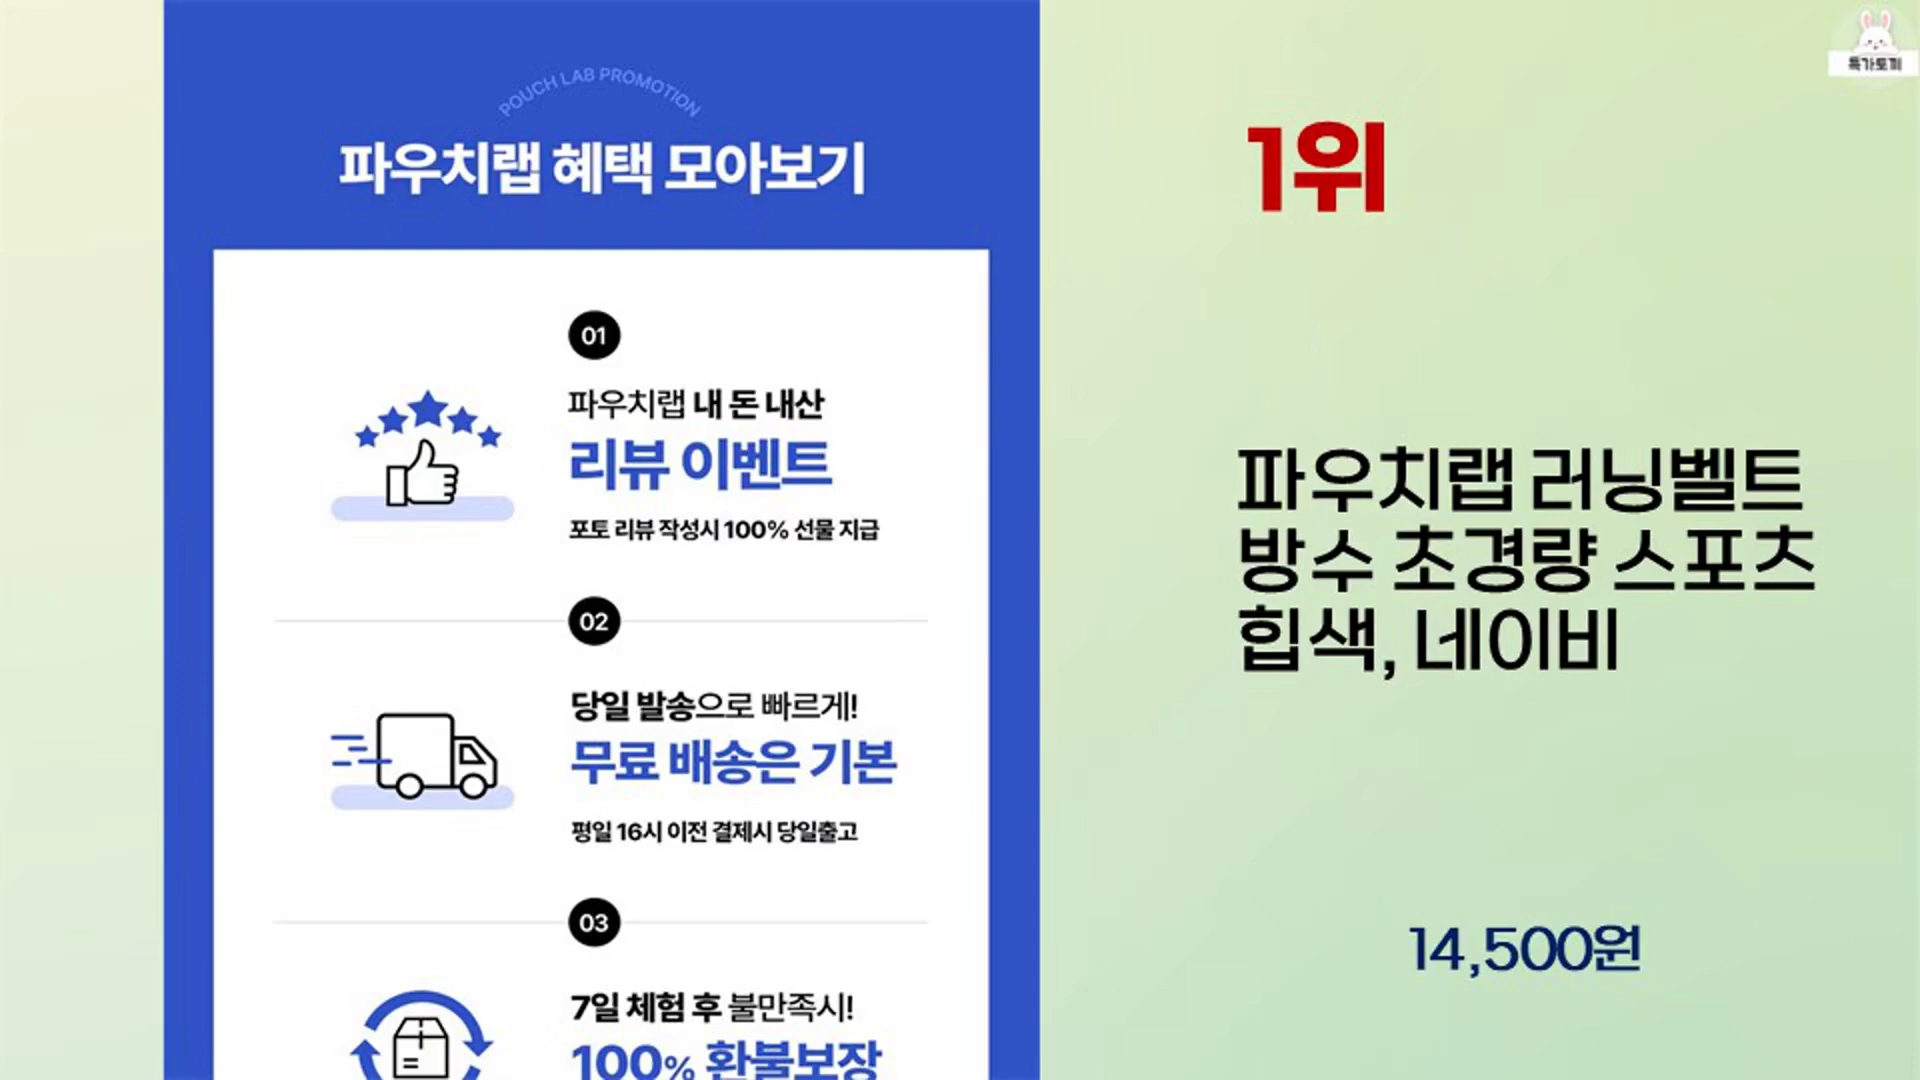 POUCH LAB PROMOTION
파우치랩 혜택 모아보기
01
파우치랩 내 돈 내산
리뷰 이벤트
포토 리뷰 작성시 100% 선물 지급
02
당일 발송으로 빠르게!
무료 배송은 기본
평일 16시 이전 결제시 당일출고
03
7일 체험 후 불만족시!
100% 환불보장
특가토끼
1위
파우치랩 러닝벨트
방수 초경량 스포츠
힙색, 네이비
14,500원